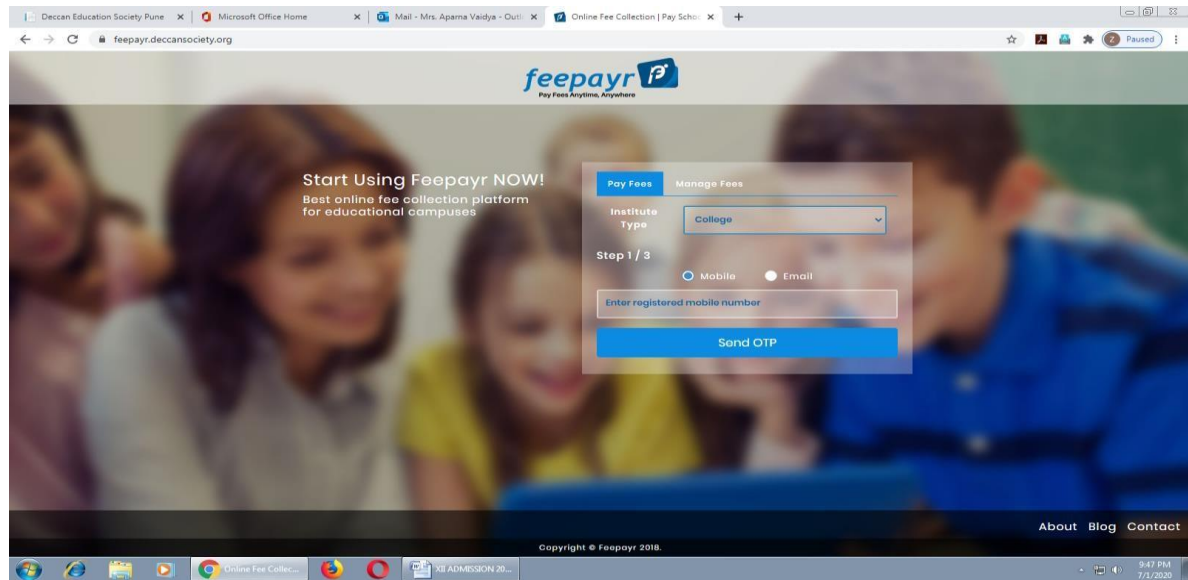 Deccan Education Society Pune
Microsoft Office Home
Mail - Mrs. Aparna Vaidya - Outl
Online Fee Collection | Pay Schoo
feepayr.deccansociety.org
Z Paused
feepayr
Pay Fees Anytime, Anywhere
Start Using Feepayr NOW!
Best online fee collection platform
for educational campuses
Pay Fees
Manage Fees
Institute
Type
College
Step 1 / 3
Mobile
Email
Enter registered mobile number
Send OTP
About Blog Contact
Copyright © Feepayr 2018.
Online Fee Collec...
XII ADMISSION 20...
9:47 PM
7/1/2020